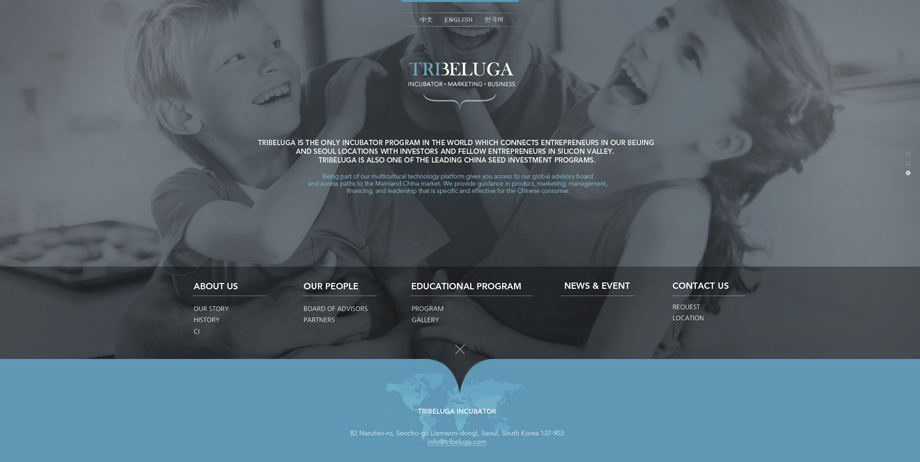 中文 ENGLISH 한국어
TRIBELUGA
INCUBATOR • MARKETING • BUSINESS
TRIBELUGA IS THE ONLY INCUBATOR PROGRAM IN THE WORLD WHICH CONNECTS ENTREPRENEURS IN OUR BEIJING
AND SEOUL LOCATIONS WITH INVESTORS AND FELLOW ENTREPRENEURS IN SILICON VALLEY.
TRIBELUGA IS ALSO ONE OF THE LEADING CHINA SEED INVESTMENT PROGRAMS.
Being part of our multicultural technology platform gives you access to our global advisory board
and access paths to the Mainland China market. We provide guidance in product, marketing, management,
financing, and leadership that is specific and effective for the Chinese consumer.
ABOUT US
OUR STORY
HISTORY
CI
OUR PEOPLE
BOARD OF ADVISORS
PARTNERS
EDUCATIONAL PROGRAM
PROGRAM
GALLERY
NEWS & EVENT
CONTACT US
REQUEST
LOCATION
TRIBELUGA INCUBATOR
82 Naruteo-ro, Seocho-gu (Jamwon-dong), Seoul, South Korea 137-903
info@tribeluga.com